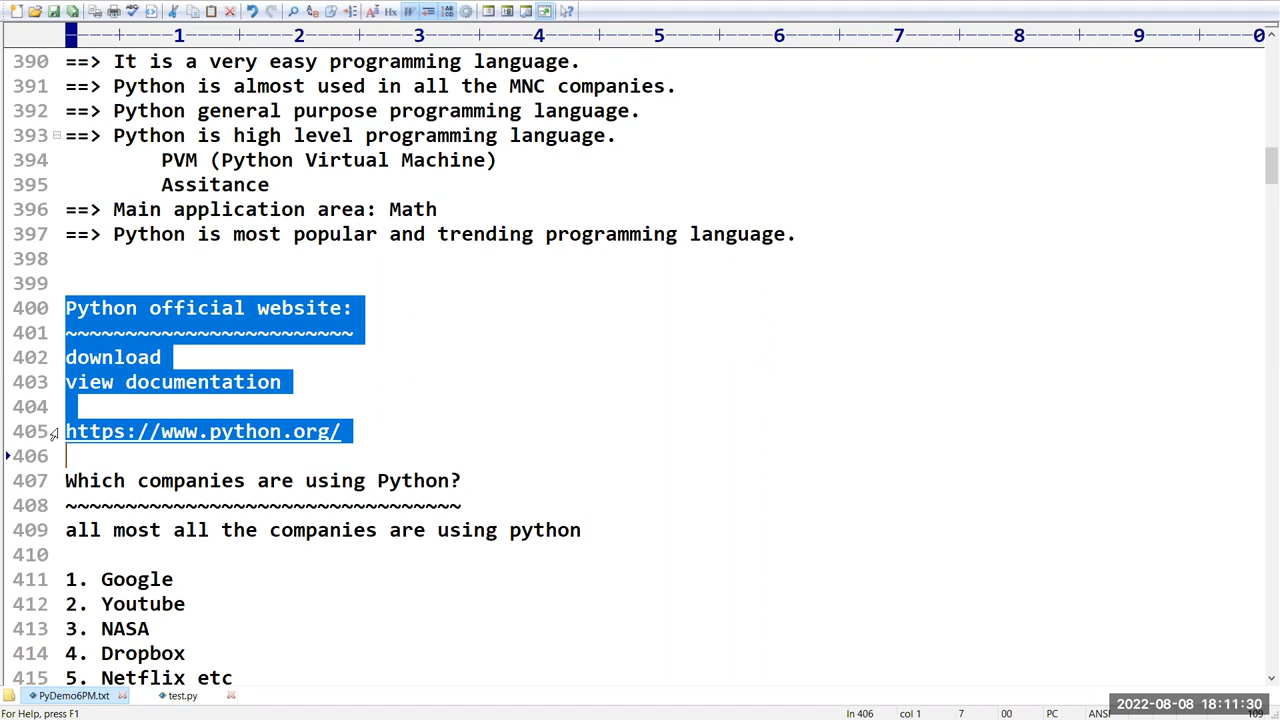 1 2 3 4 5 6 7 8 9 0
390 ==> It is a very easy programming language.
391 ==> Python is almost used in all the MNC companies.
392 ==> Python general purpose programming language.
393 ==> Python is high level programming language.
394 PVM (Python Virtual Machine)
395 Assitance
396 ==> Main application area: Math
397 ==> Python is most popular and trending programming language.
398
399
400 Python official website:
401 ~~~~~~~~~~~~~~~~~~~~~~~~
402 download
403 view documentation
404
405 https://www.python.org/
406
407 Which companies are using Python?
408 ~~~~~~~~~~~~~~~~~~~~~~~~~~~~~~~~~
409 all most all the companies are using python
410
411 1. Google
412 2. Youtube
413 3. NASA
414 4. Dropbox
415 5. Netflix etc
PyDemo6PM.txt test.py
2022-08-08 18:11:30
For Help, press F1 ln 406 col 1 7 00 PC ANSI 109